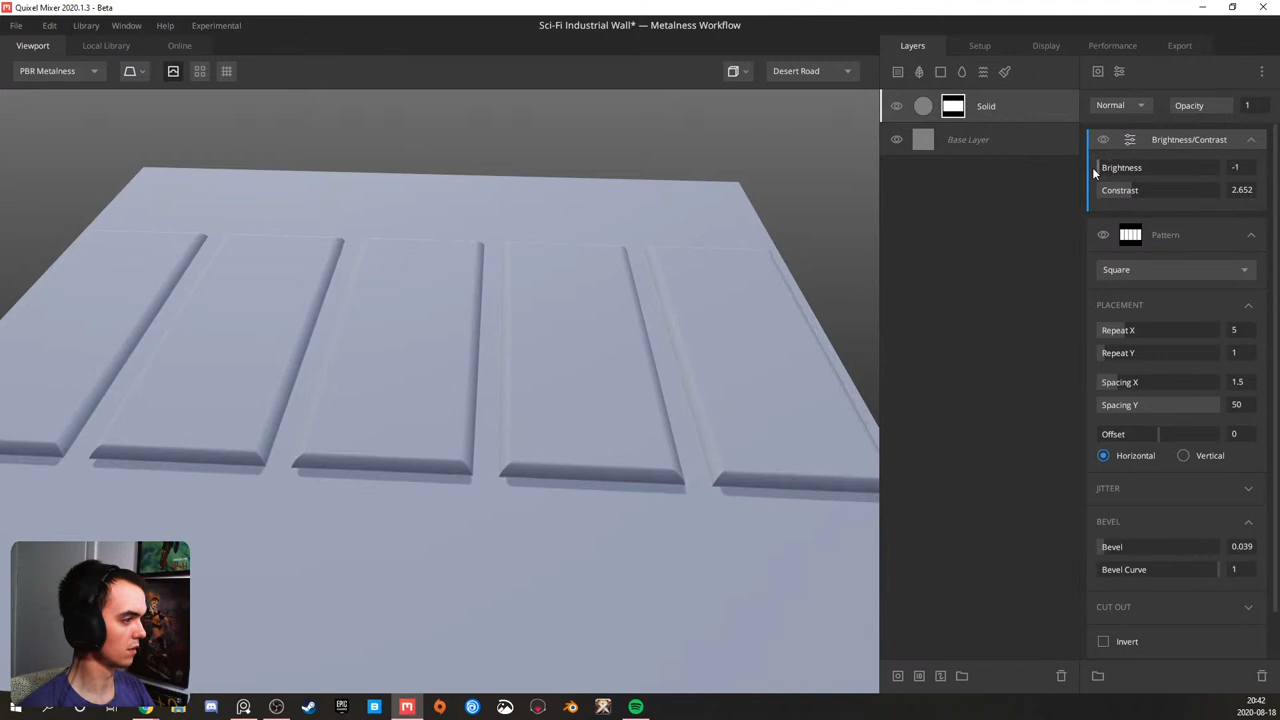 Quixel Mixer 2020.1.3 - Beta
File Edit Library Window Help Experimental
Sci-Fi Industrial Wall* — Metalness Workflow
Viewport Local Library Online
Layers Setup Display Performance Export
PBR Metalness
Desert Road
Solid
Base Layer
Normal Opacity 1
Brightness/Contrast
Brightness -1
Constrast 2.652
Pattern
Square
PLACEMENT
Repeat X 5
Repeat Y 1
Spacing X 1.5
Spacing Y 50
Offset 0
Horizontal Vertical
JITTER
BEVEL
Bevel 0.039
Bevel Curve 1
CUT OUT
Invert
20:42
2020-08-18